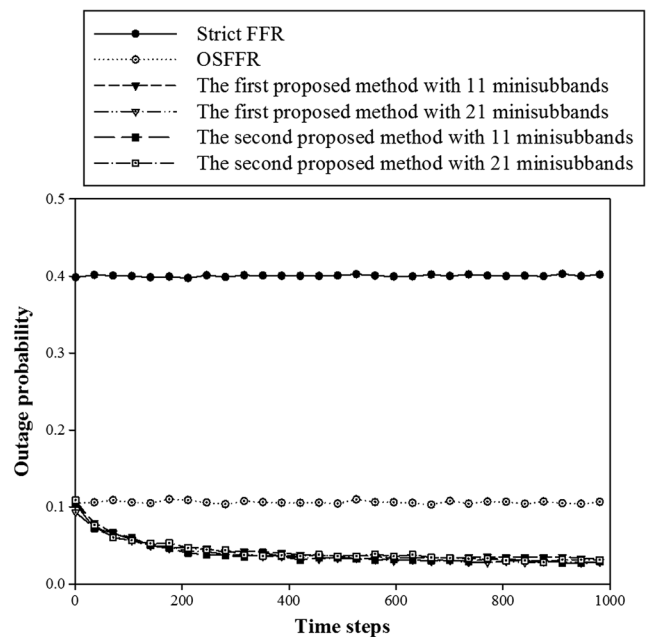 Strict FFR
OSFFR
The first proposed method with 11 minisubbands
The first proposed method with 21 minisubbands
The second proposed method with 11 minisubbands
The second proposed method with 21 minisubbands
0.5
0.4
0.3
0.2
0.1
0.0
Outage probability
0 200 400 600 800 1000
Time steps